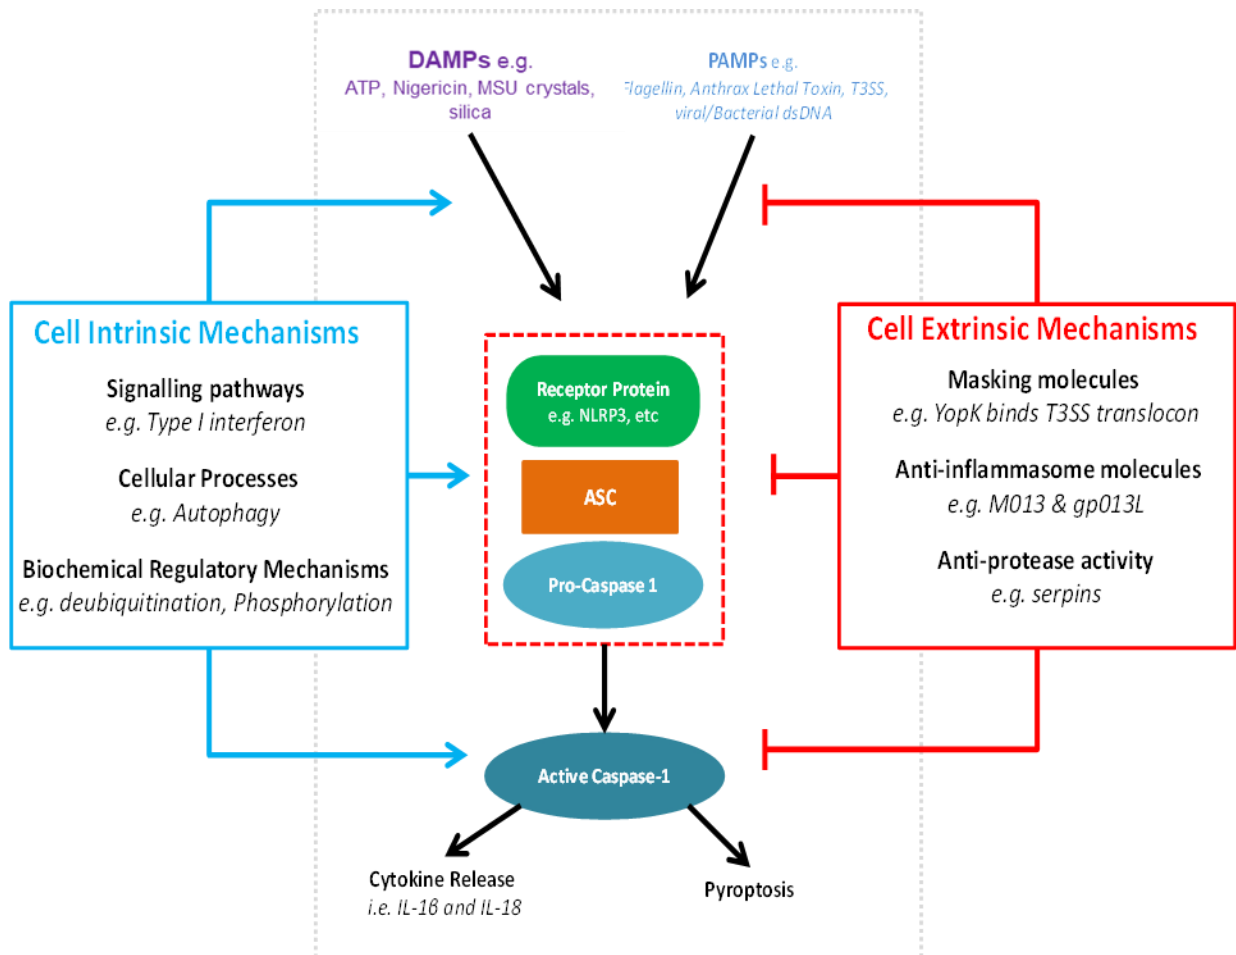 DAMPs e.g.
ATP, Nigericin, MSU crystals,
silica
PAMPs e.g.
Flagellin, Anthrax Lethal Toxin, T3SS,
viral/Bacterial dsDNA
Cell Intrinsic Mechanisms
Signalling pathways
e.g. Type I interferon
Cellular Processes
e.g. Autophagy
Biochemical Regulatory Mechanisms
e.g. deubiquitination, Phosphorylation
Receptor Protein
e.g. NLRP3, etc
ASC
Pro-Caspase 1
Cell Extrinsic Mechanisms
Masking molecules
e.g. YopK binds T3SS translocon
Anti-inflammasome molecules
e.g. M013 & gp013L
Anti-protease activity
e.g. serpins
Active Caspase-1
Cytokine Release
i.e. IL-1β and IL-18
Pyroptosis